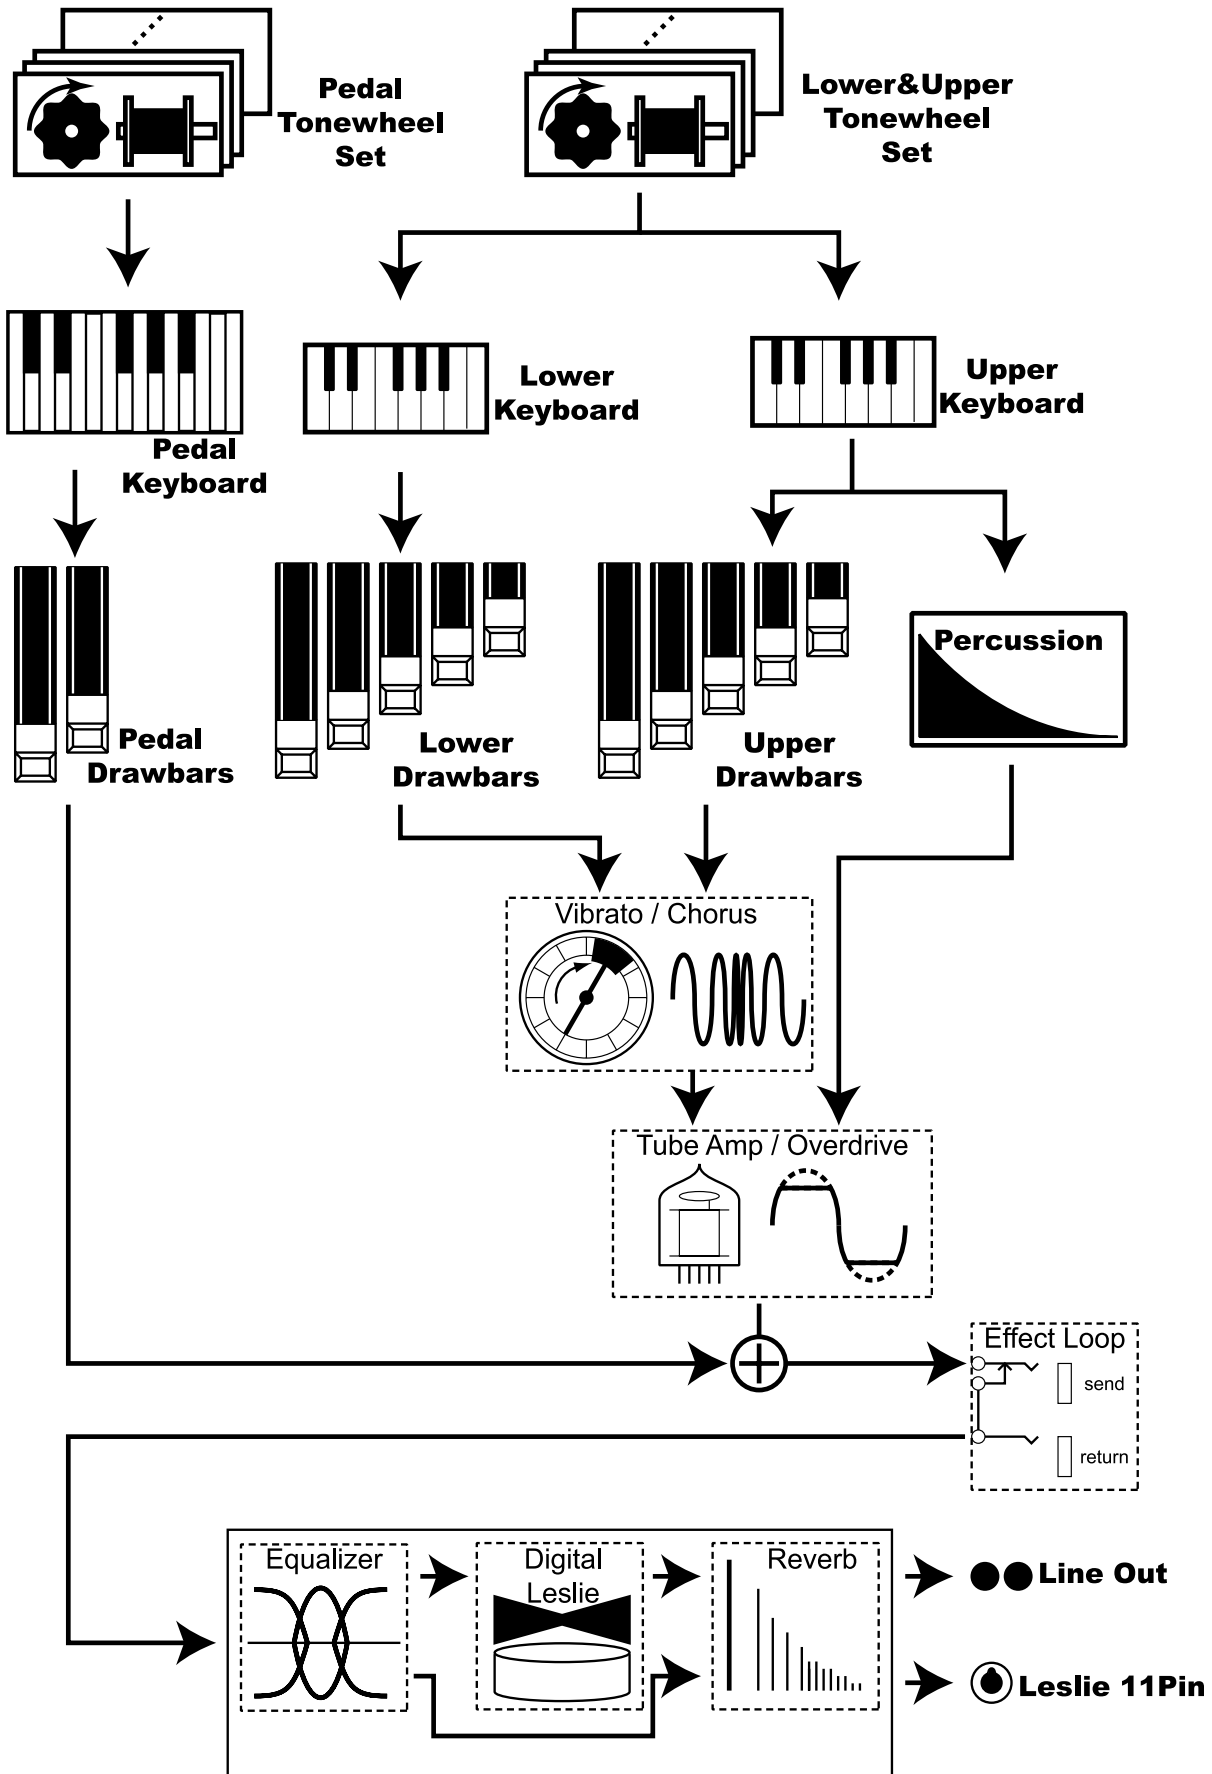 Pedal
Tonewheel
Set
Lower&Upper
Tonewheel
Set
Pedal
Keyboard
Lower
Keyboard
Upper
Keyboard
Pedal
Drawbars
Lower
Drawbars
Upper
Drawbars
Percussion
Vibrato / Chorus
Tube Amp / Overdrive
Effect Loop
send
return
Equalizer
Digital
Leslie
Reverb
Line Out
Leslie 11Pin